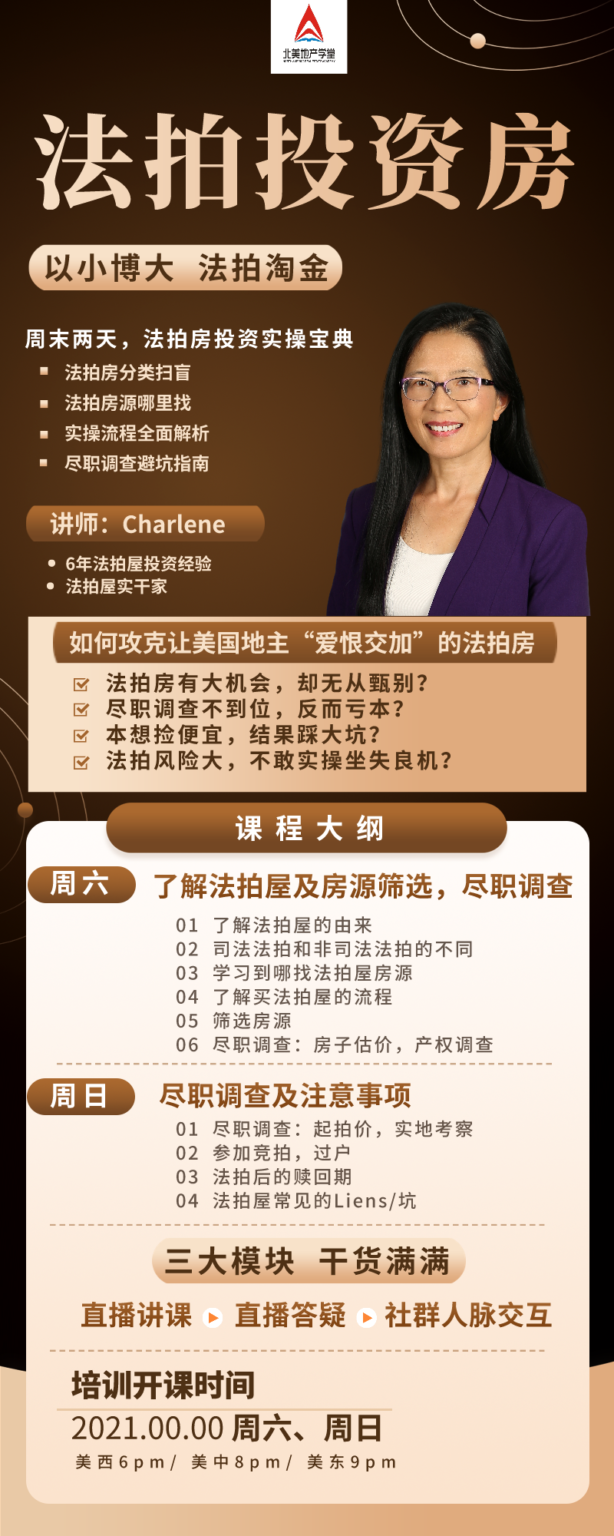 北美地产学堂
法拍投资房
以小博大 法拍淘金
周末两天，法拍房投资实操宝典
法拍房分类扫盲
法拍房源哪里找
实操流程全面解析
尽职调查避坑指南
讲师：Charlene
6年法拍屋投资经验
法拍屋实干家
如何攻克让美国地主“爱恨交加”的法拍房
法拍房有大机会，却无从甄别？
尽职调查不到位，反而亏本？
本想捡便宜，结果踩大坑？
法拍风险大，不敢实操坐失良机？
课程大纲
周六 了解法拍屋及房源筛选，尽职调查
01 了解法拍屋的由来
02 司法法拍和非司法法拍的不同
03 学习到哪找法拍屋房源
04 了解买法拍屋的流程
05 筛选房源
06 尽职调查：房子估价，产权调查
周日 尽职调查及注意事项
01 尽职调查：起拍价，实地考察
02 参加竞拍，过户
03 法拍后的赎回期
04 法拍屋常见的Liens/坑
三大模块 干货满满
直播讲课 直播答疑 社群人脉交互
培训开课时间
2021.00.00 周六、周日
美西6pm/ 美中8pm/ 美东9pm